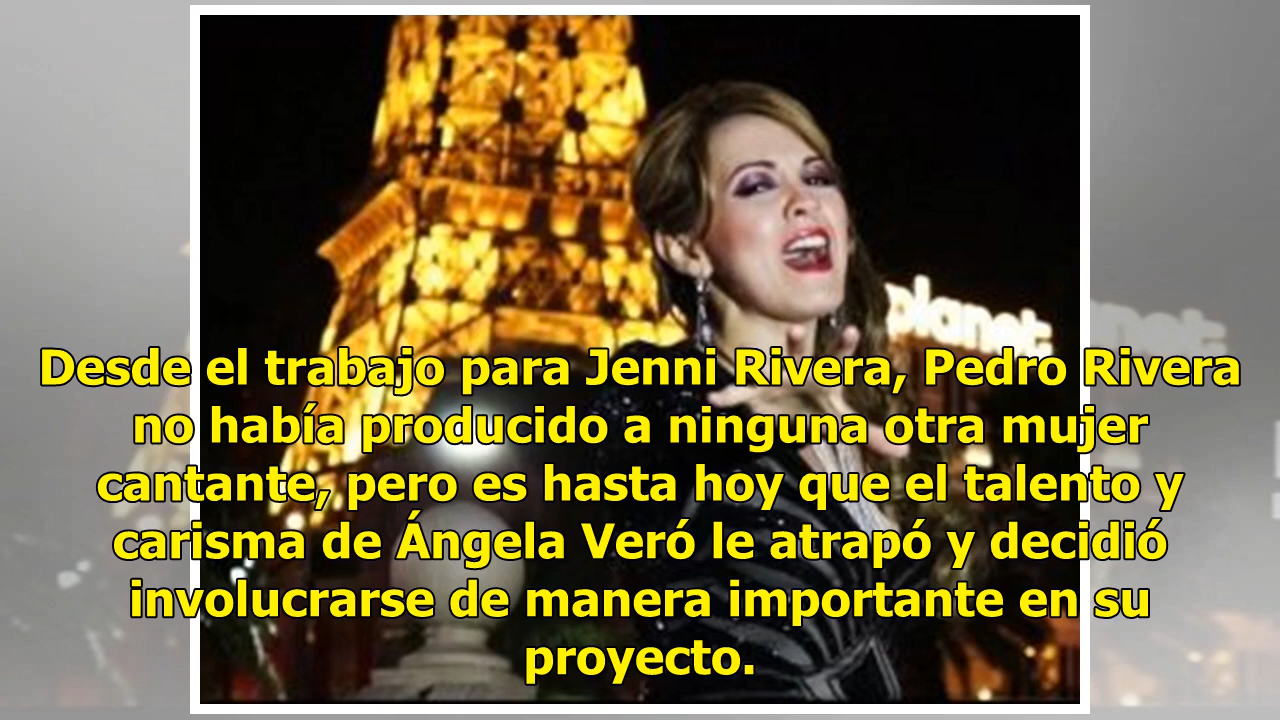 planet
Desde el trabajo para Jenni Rivera, Pedro Rivera
no había producido a ninguna otra mujer
cantante, pero es hasta hoy que el talento y
carisma de Ángela Veró le atrapó y decidió
involucrarse de manera importante en su
proyecto.